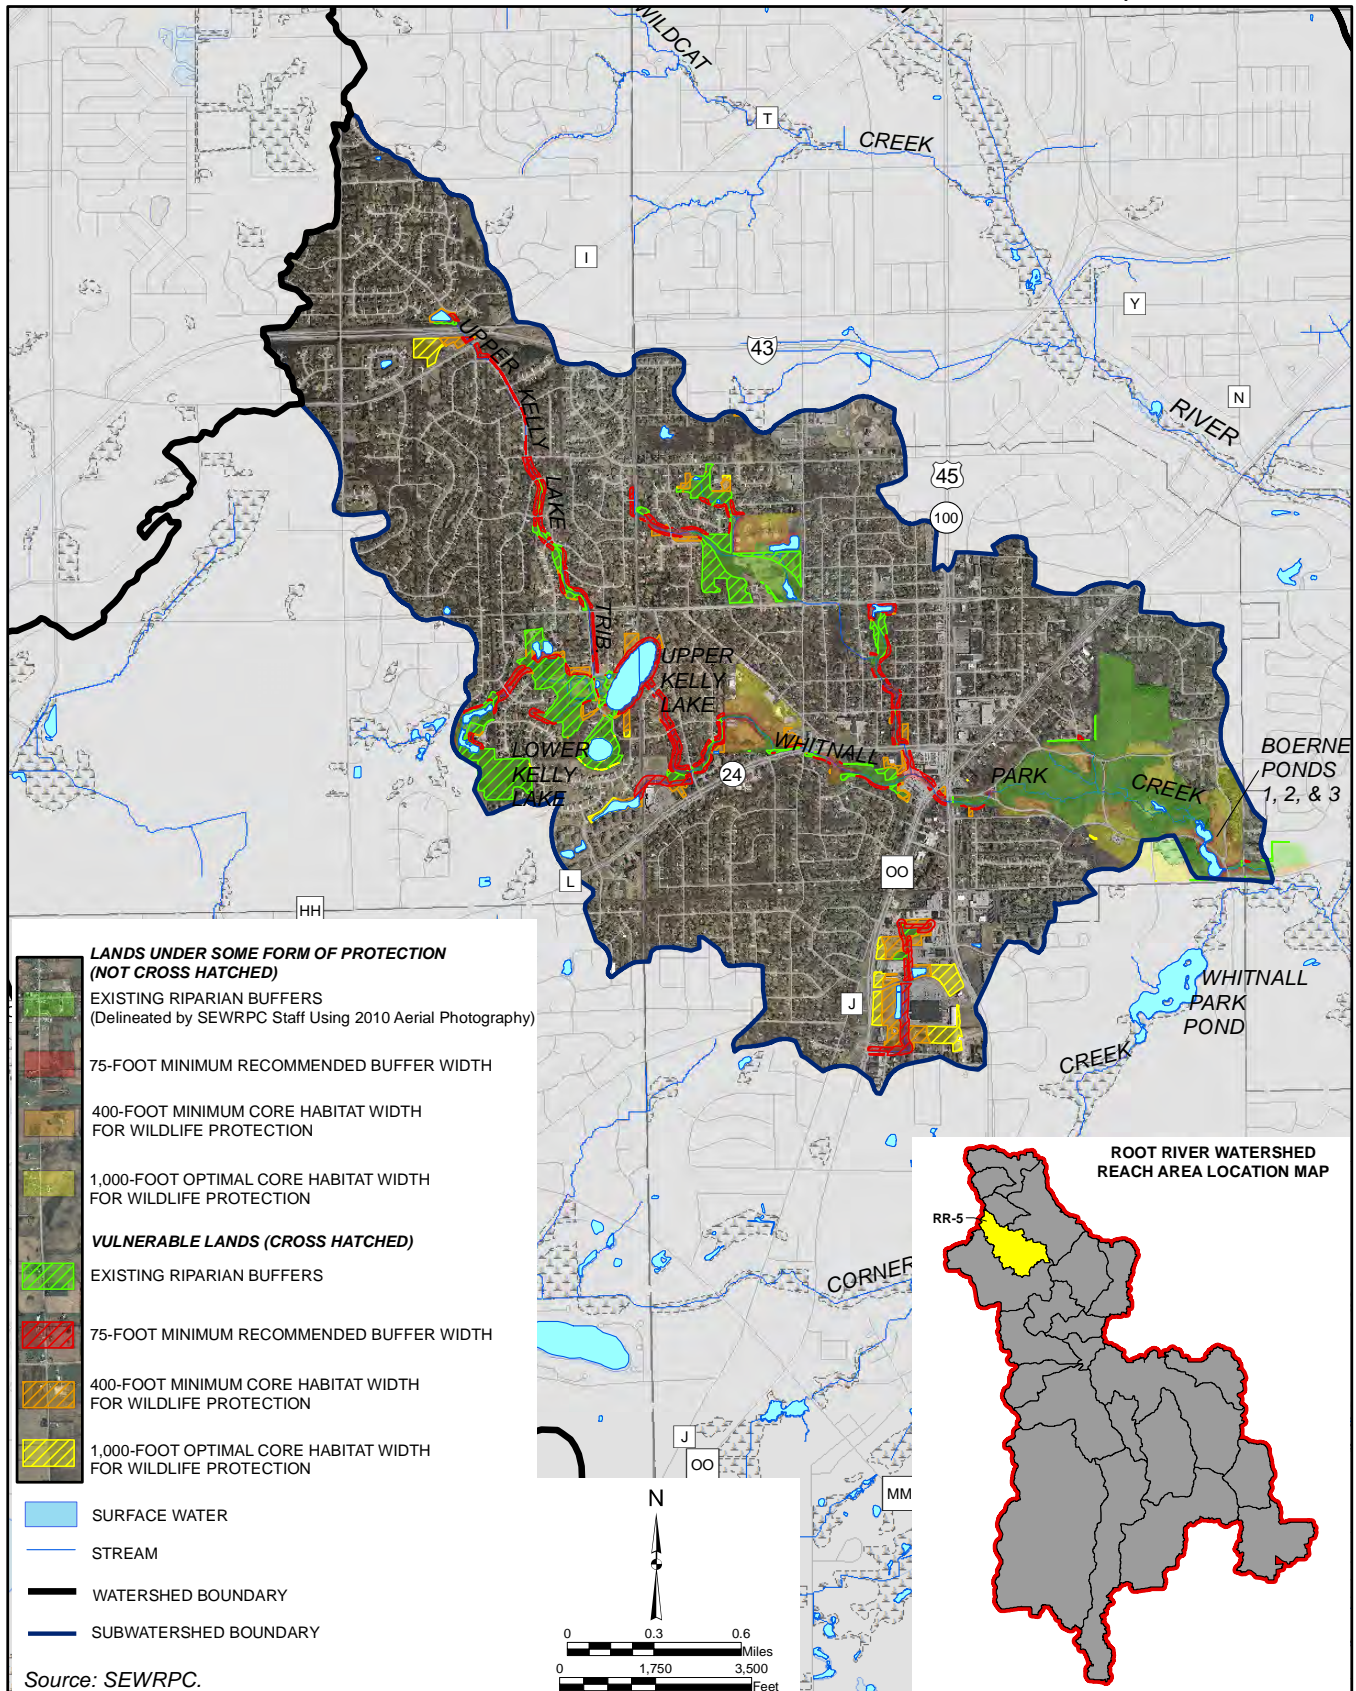 WILDCAT
T
CREEK
I
43
Y
N
RIVER
45
100
UPPER
KELLY
LAKE
TRIB
UPPER
KELLY
LAKE
LOWER
KELLY
LAKE
24
WHITNALL
PARK
CREEK
BOERNE
PONDS
1, 2, & 3
OO
L
HH
J
WHITNALL
PARK
POND
CREEK
CORNER
J
OO
MM
LANDS UNDER SOME FORM OF PROTECTION
(NOT CROSS HATCHED)
EXISTING RIPARIAN BUFFERS
(Delineated by SEWRPC Staff Using 2010 Aerial Photography)
75-FOOT MINIMUM RECOMMENDED BUFFER WIDTH
400-FOOT MINIMUM CORE HABITAT WIDTH
FOR WILDLIFE PROTECTION
1,000-FOOT OPTIMAL CORE HABITAT WIDTH
FOR WILDLIFE PROTECTION
VULNERABLE LANDS (CROSS HATCHED)
EXISTING RIPARIAN BUFFERS
75-FOOT MINIMUM RECOMMENDED BUFFER WIDTH
400-FOOT MINIMUM CORE HABITAT WIDTH
FOR WILDLIFE PROTECTION
1,000-FOOT OPTIMAL CORE HABITAT WIDTH
FOR WILDLIFE PROTECTION
SURFACE WATER
STREAM
WATERSHED BOUNDARY
SUBWATERSHED BOUNDARY
Source: SEWRPC.
N
0 0.3 0.6
Miles
0 1,750 3,500
Feet
ROOT RIVER WATERSHED
REACH AREA LOCATION MAP
RR-5